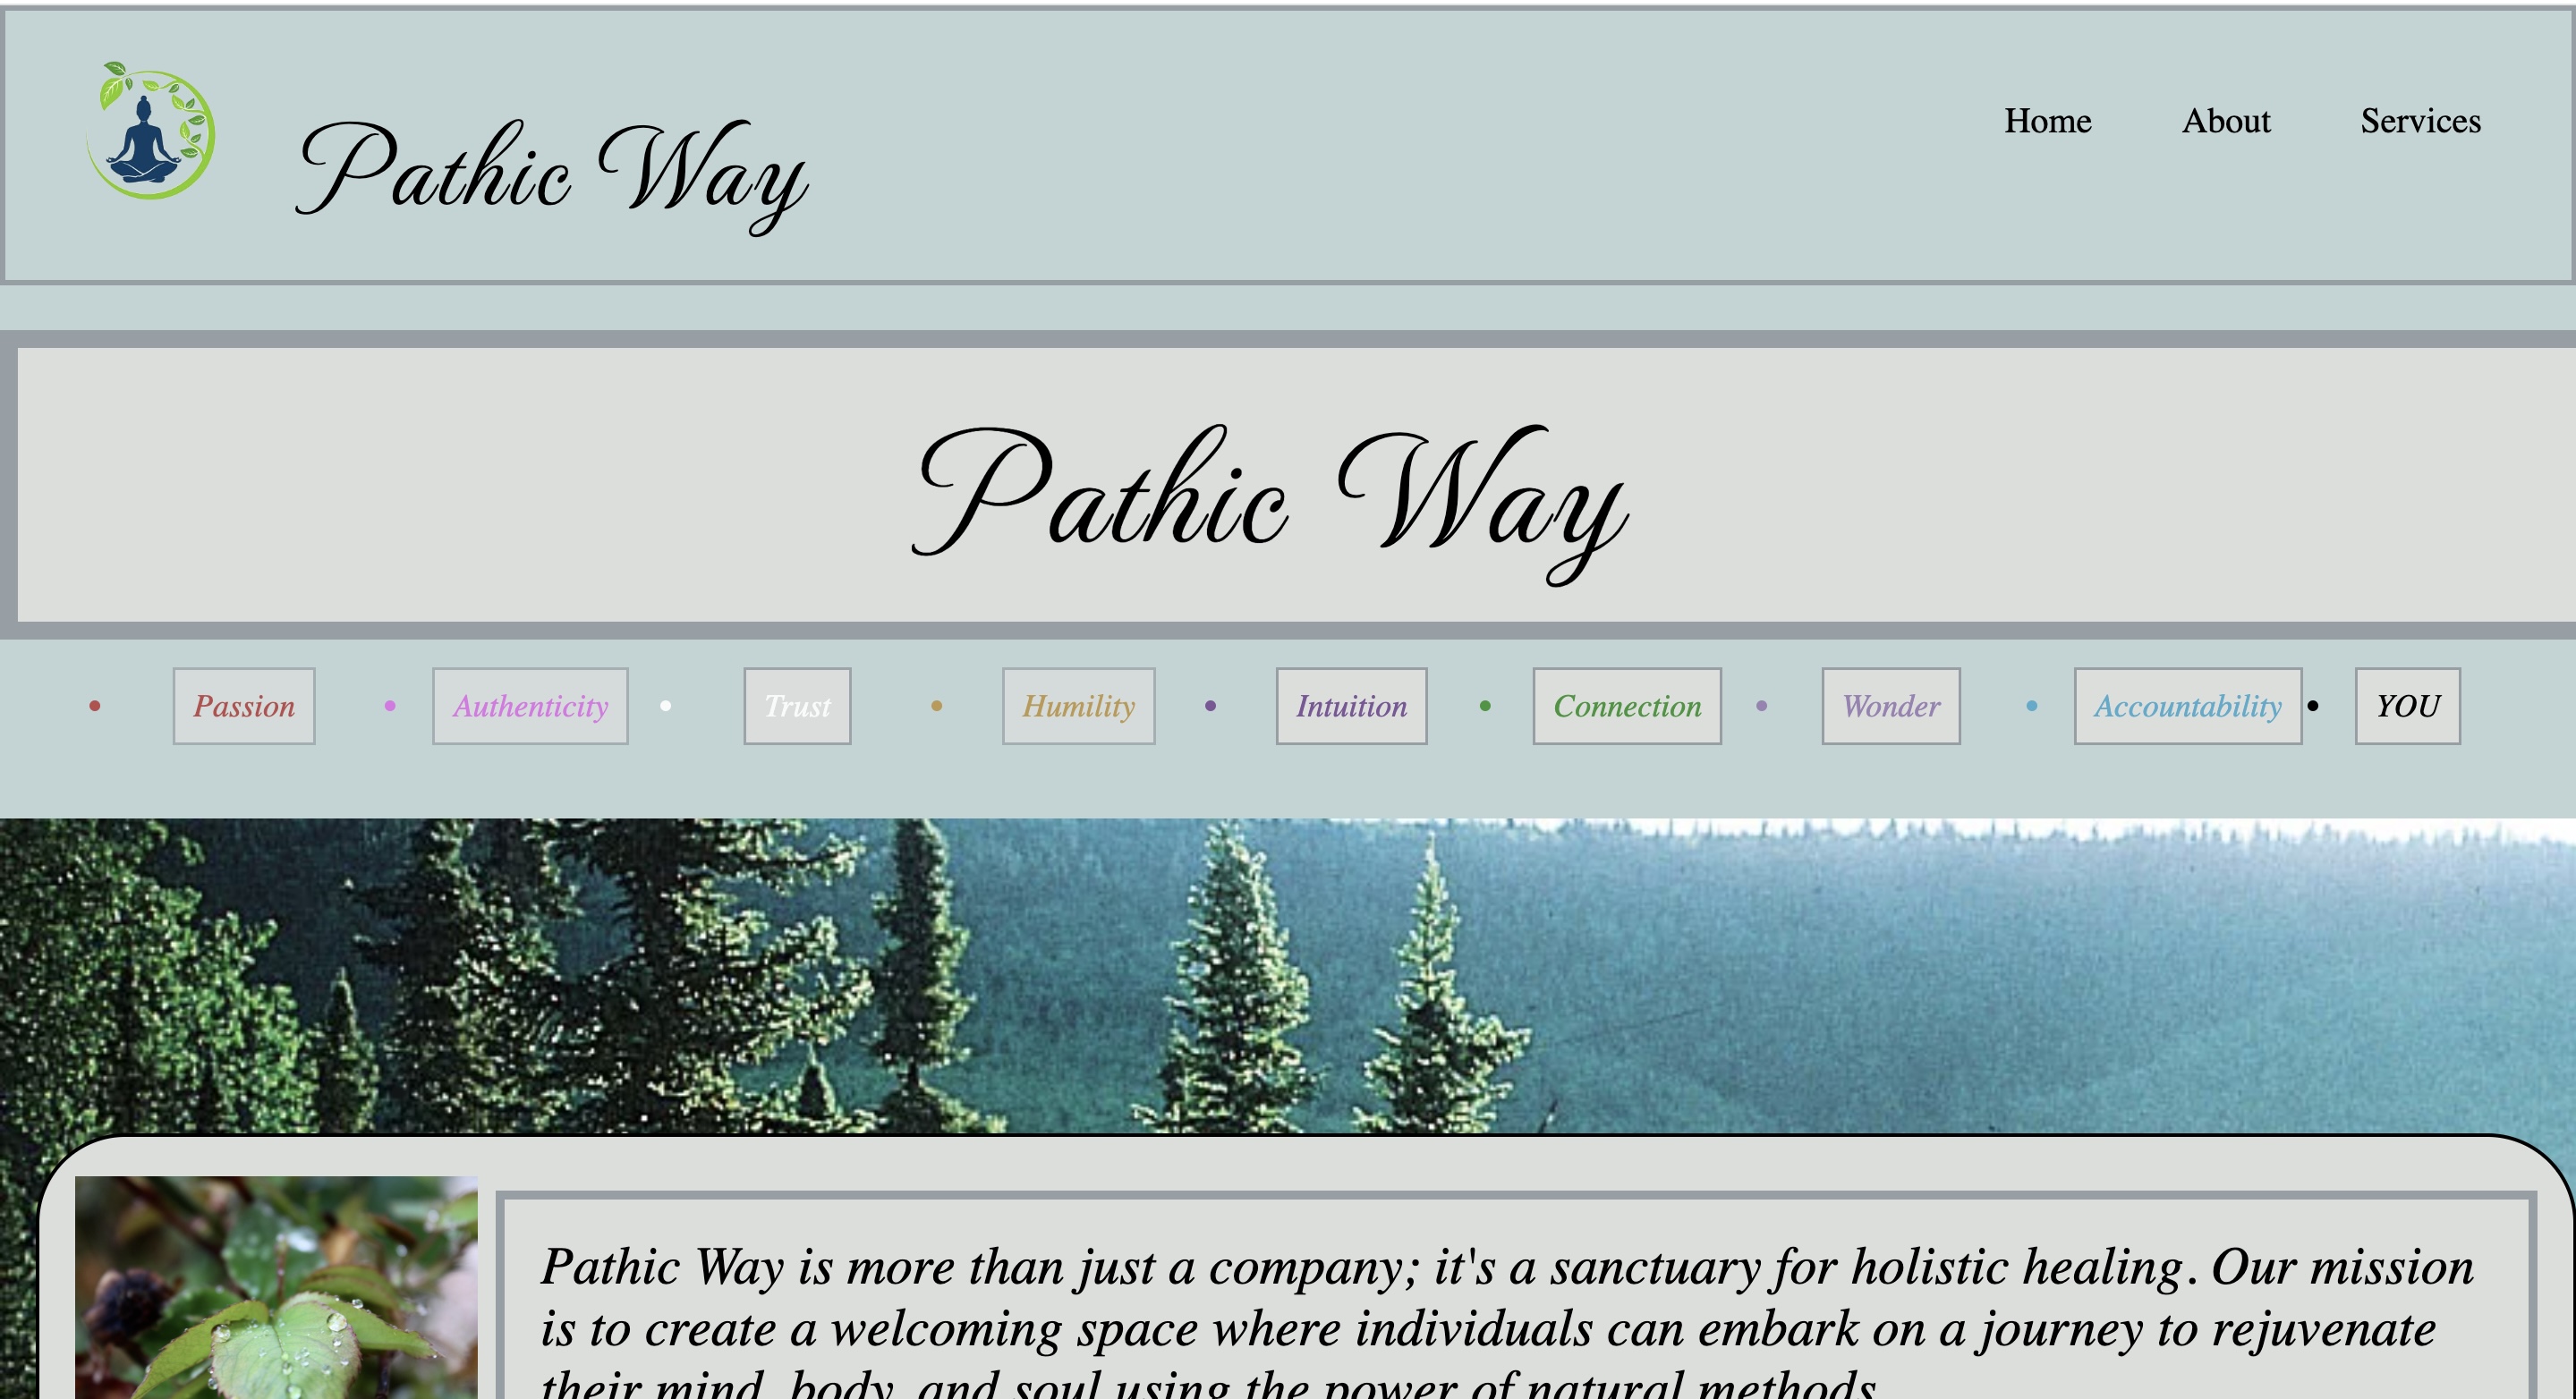 Pathic Way
Home About Services
Pathic Way
Passion Authenticity Trust Humility Intuition Connection Wonder Accountability YOU
Pathic Way is more than just a company; it's a sanctuary for holistic healing. Our mission
is to create a welcoming space where individuals can embark on a journey to rejuvenate
their mind, body, and soul using the power of natural methods.